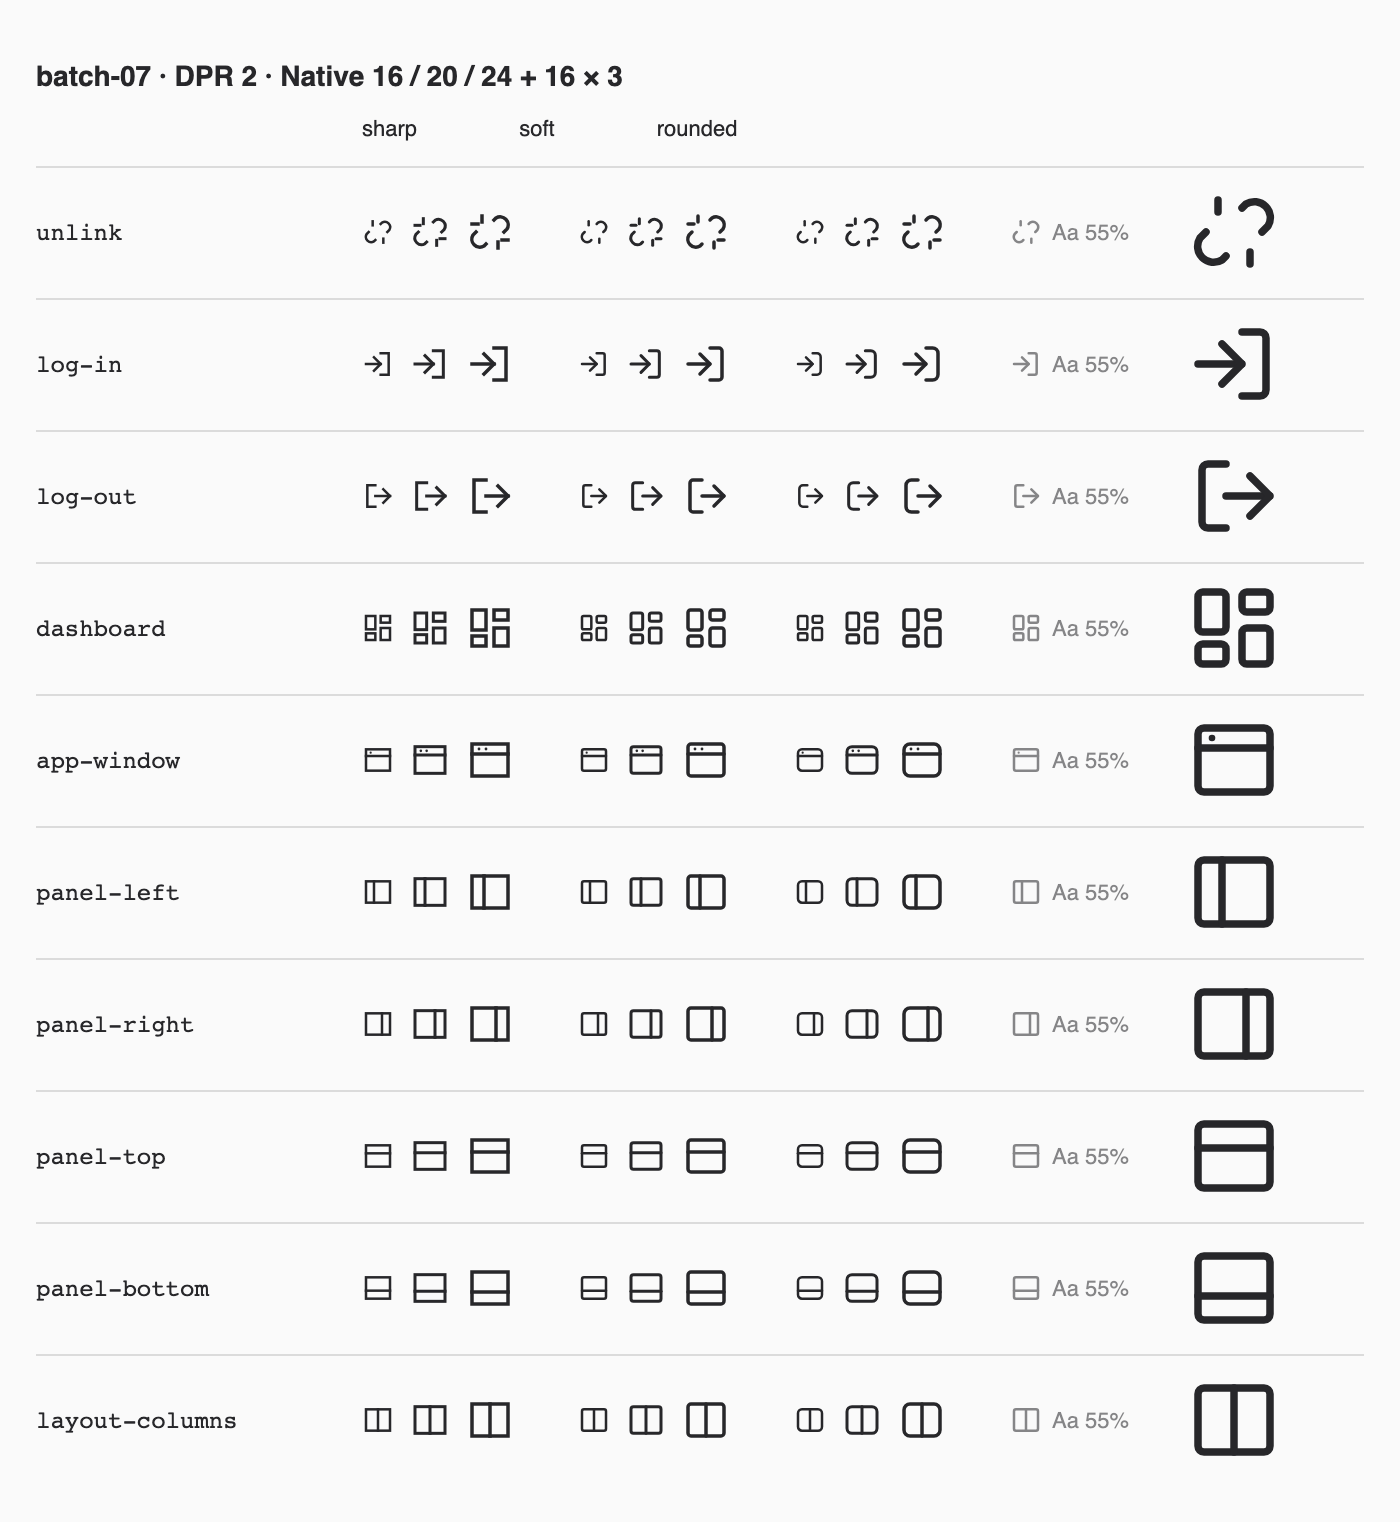 batch-07 · DPR 2 · Native 16 / 20 / 24 + 16 × 3
sharp soft rounded
unlink Aa 55%
log-in Aa 55%
log-out Aa 55%
dashboard Aa 55%
app-window Aa 55%
panel-left Aa 55%
panel-right Aa 55%
panel-top Aa 55%
panel-bottom Aa 55%
layout-columns Aa 55%